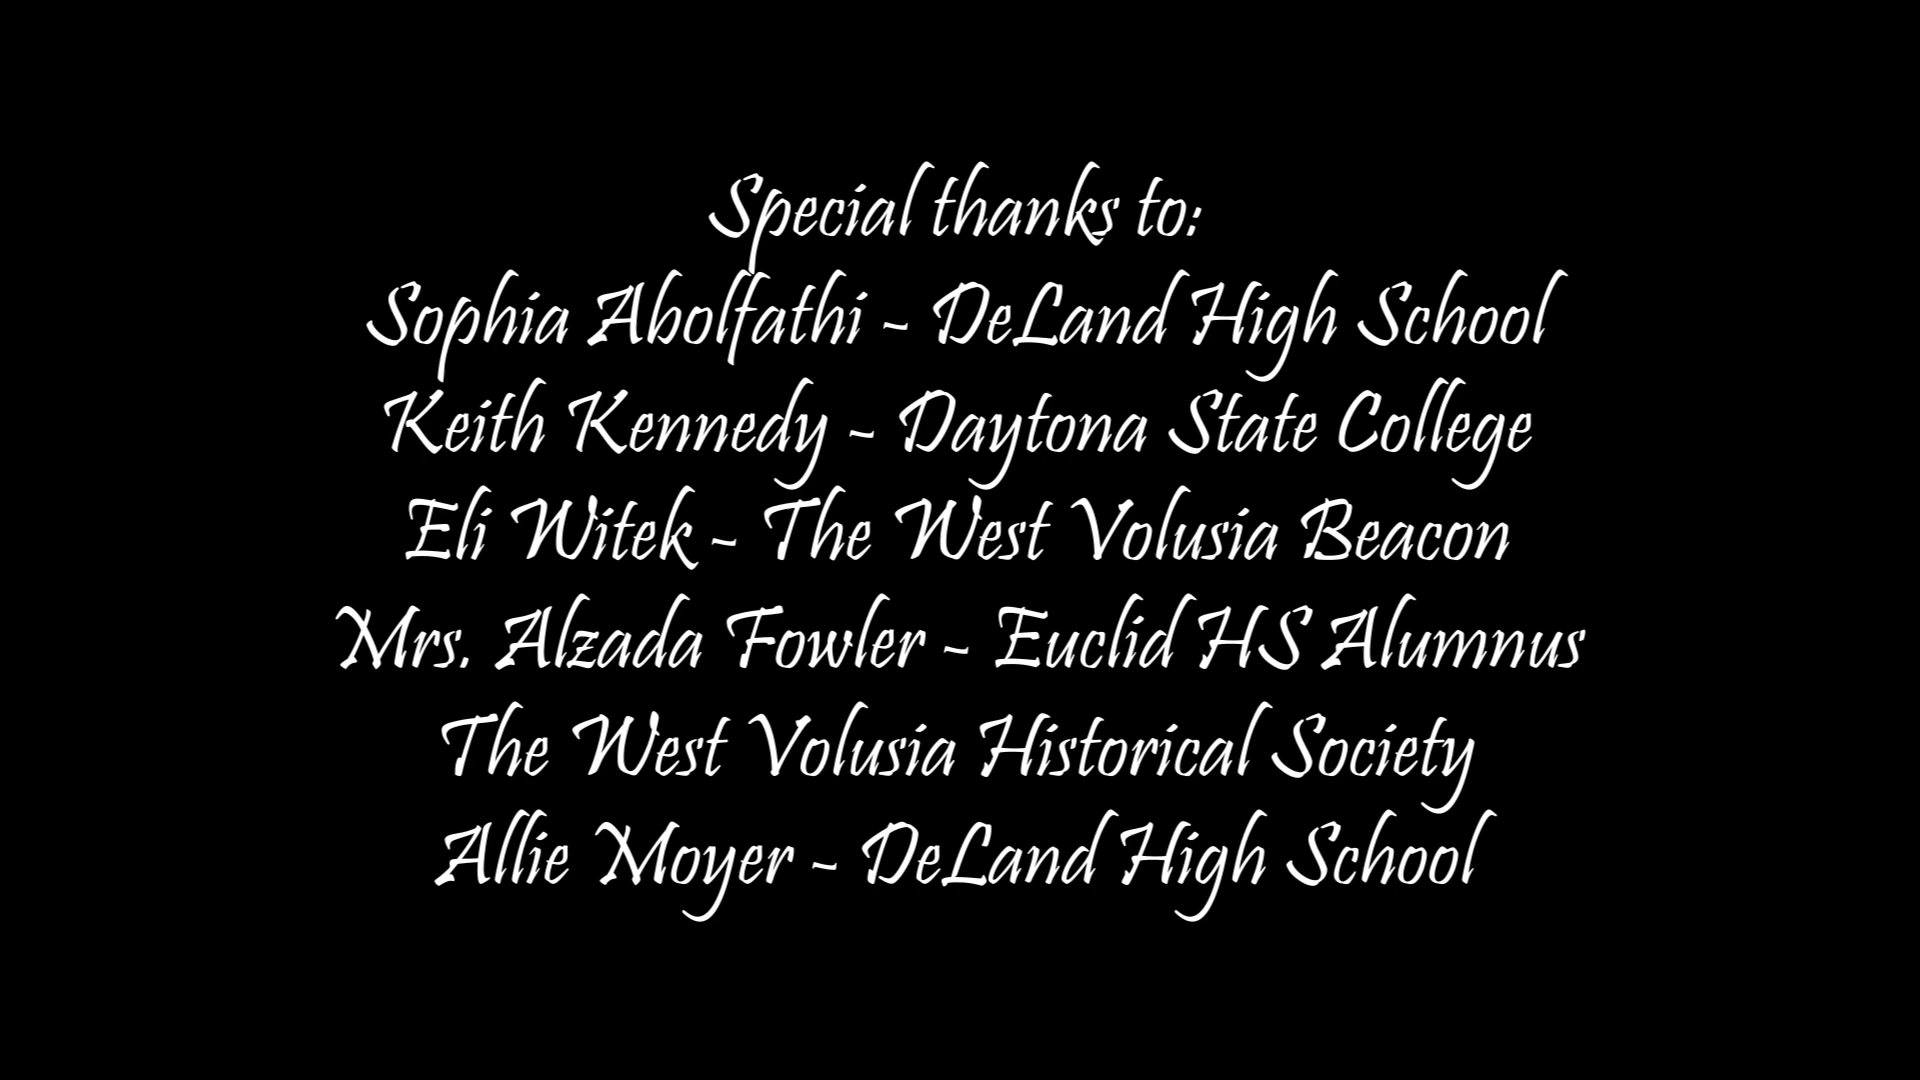 Special thanks to:
Sophia Abolfathi - DeLand High School
Keith Kennedy - Daytona State College
Eli Witek - The West Volusia Beacon
Mrs. Alzada Fowler - Euclid HS Alumnus
The West Volusia Historical Society
Allie Moyer - DeLand High School